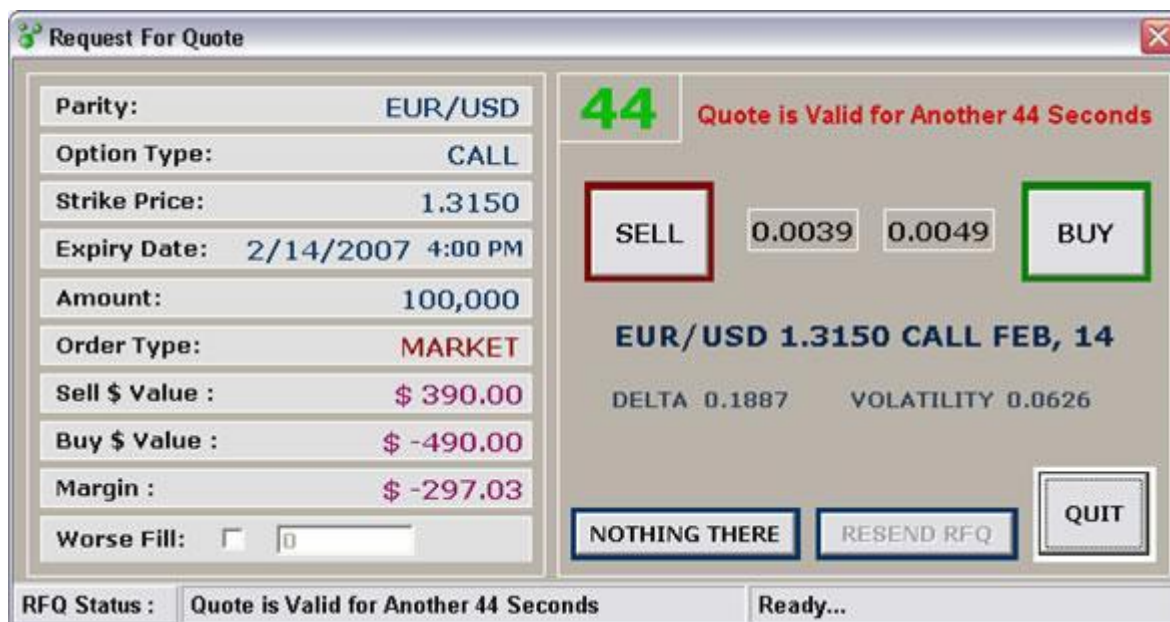 Request For Quote
Parity: EUR/USD
Option Type: CALL
Strike Price: 1.3150
Expiry Date: 2/14/2007 4:00 PM
Amount: 100,000
Order Type: MARKET
Sell $ Value : $ 390.00
Buy $ Value : $ -490.00
Margin : $ -297.03
Worse Fill: 0
44 Quote is Valid for Another 44 Seconds
SELL 0.0039 0.0049 BUY
EUR/USD 1.3150 CALL FEB, 14
DELTA 0.1887 VOLATILITY 0.0626
NOTHING THERE RESEND RFQ QUIT
RFQ Status : Quote is Valid for Another 44 Seconds Ready...